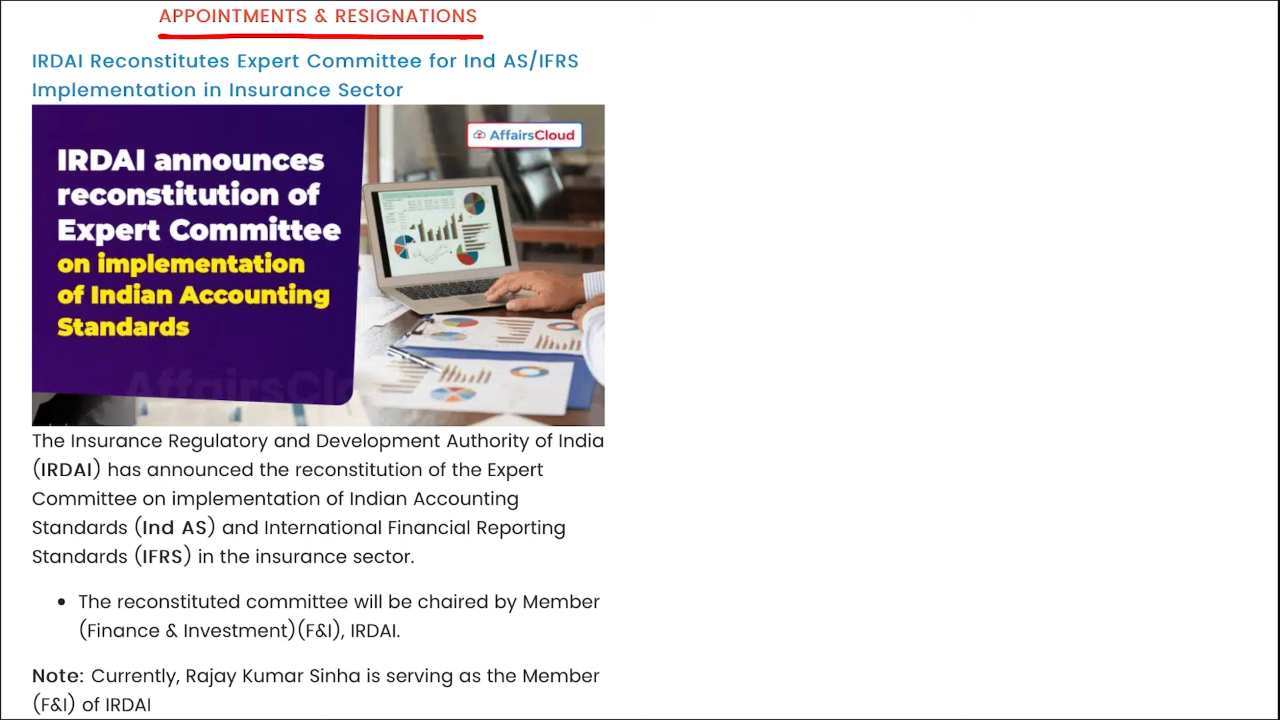 APPOINTMENTS & RESIGNATIONS
IRDAI Reconstitutes Expert Committee for Ind AS/IFRS
Implementation in Insurance Sector
AffairsCloud
IRDAI announces
reconstitution of
Expert Committee
on implementation
of Indian Accounting
Standards
The Insurance Regulatory and Development Authority of India
(IRDAI) has announced the reconstitution of the Expert
Committee on implementation of Indian Accounting
Standards (Ind AS) and International Financial Reporting
Standards (IFRS) in the insurance sector.
• The reconstituted committee will be chaired by Member
(Finance & Investment)(F&I), IRDAI.
Note: Currently, Rajay Kumar Sinha is serving as the Member
(F&I) of IRDAI